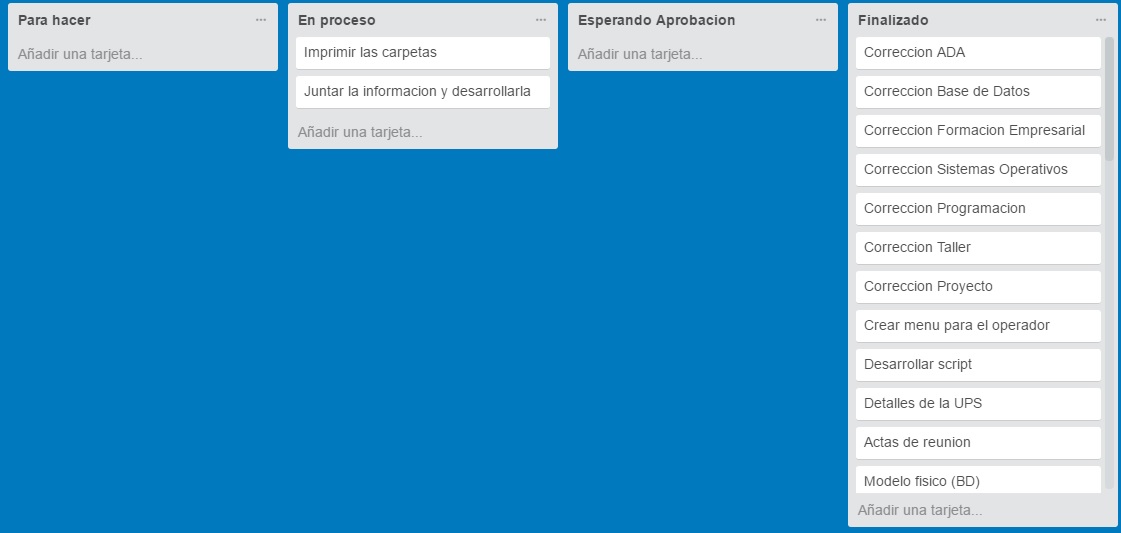 Para hacer
Añadir una tarjeta...
En proceso
Imprimir las carpetas
Juntar la informacion y desarrollarla
Añadir una tarjeta...
Esperando Aprobacion
Añadir una tarjeta...
Finalizado
Correccion ADA
Correccion Base de Datos
Correccion Formacion Empresarial
Correccion Sistemas Operativos
Correccion Programacion
Correccion Taller
Correccion Proyecto
Crear menu para el operador
Desarrollar script
Detalles de la UPS
Actas de reunion
Modelo fisico (BD)
Añadir una tarjeta...